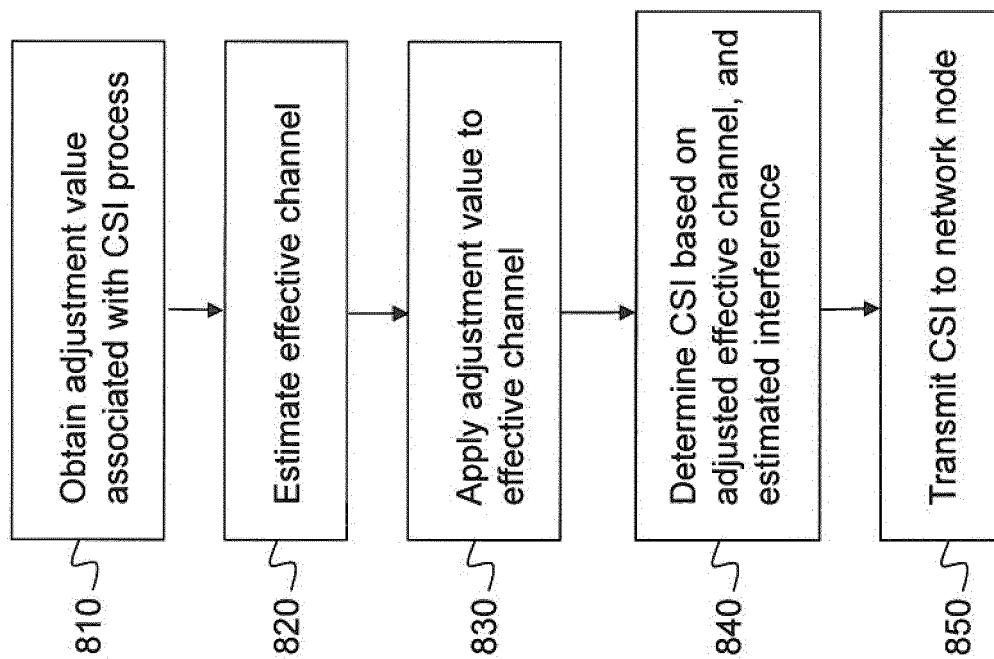 810
Obtain adjustment value
associated with CSI process
820
Estimate effective channel
830
Apply adjustment value to
effective channel
840
Determine CSI based on
adjusted effective channel, and
estimated interference
850
Transmit CSI to network node